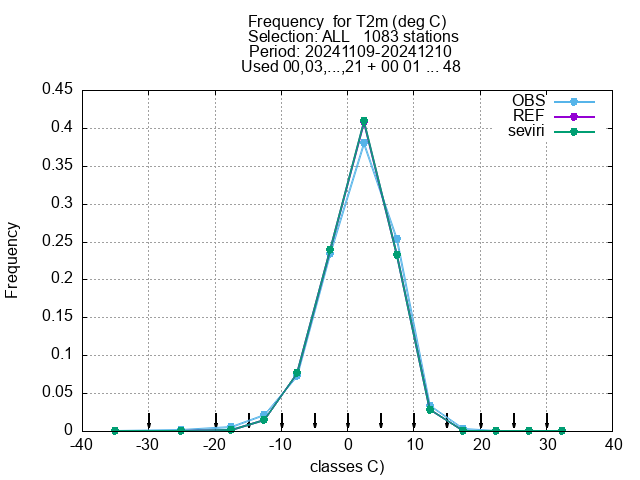 Frequency  for T2m (deg C)
Selection: ALL   1083 stations
Period: 20241109-20241210
Used 00,03,...,21 + 00 01 ... 48
OBS
REF
seviri
0.45
0.4
0.35
0.3
0.25
0.2
0.15
0.1
0.05
0
Frequency
-40 -30 -20 -10 0 10 20 30 40
classes C)